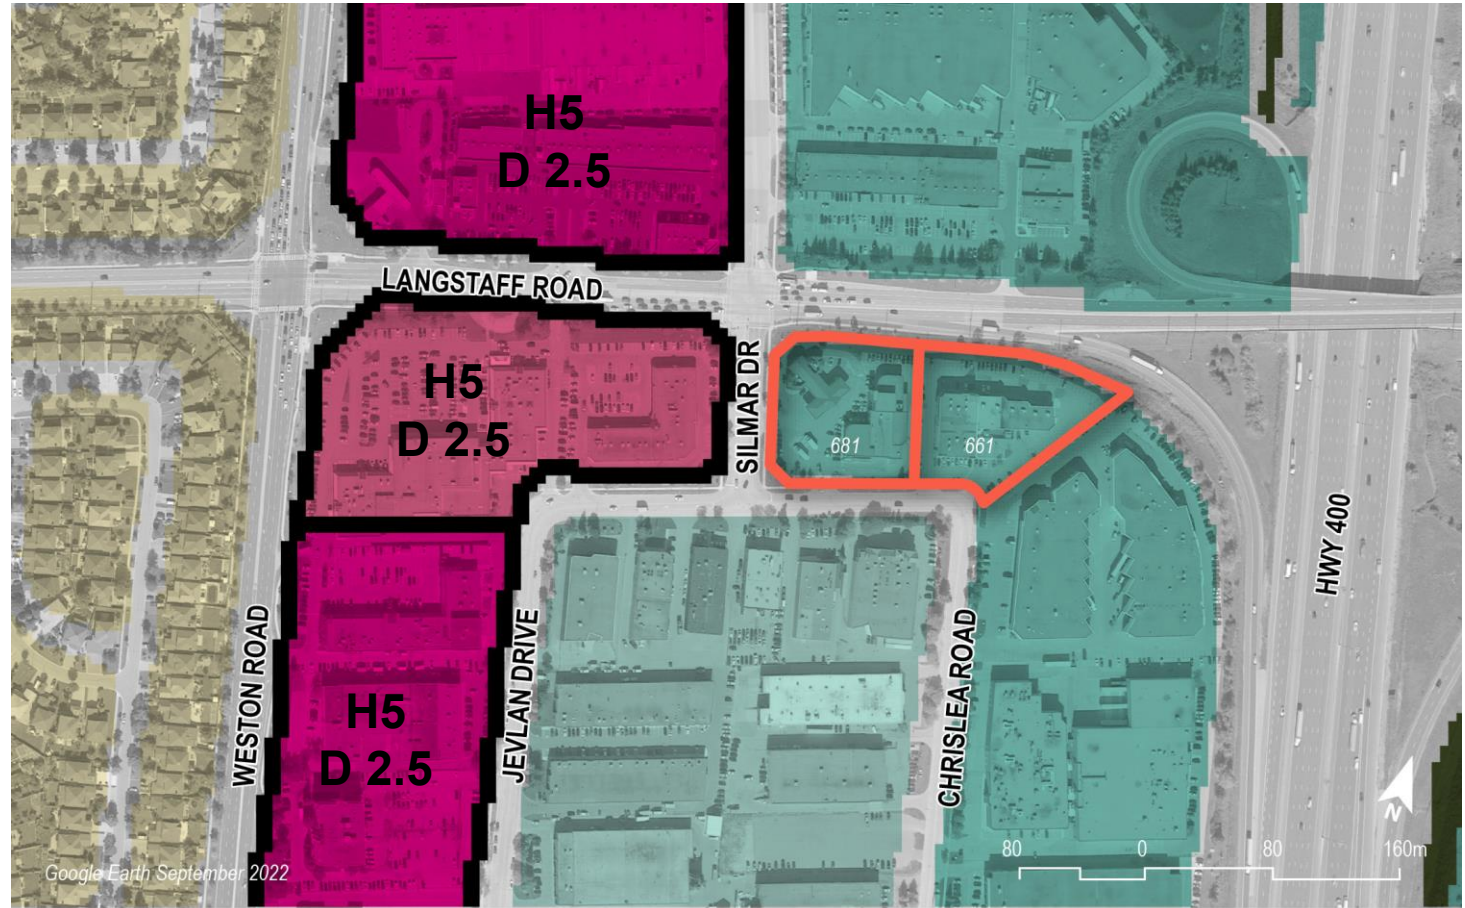 H5
D 2.5
LANGSTAFF ROAD
H5
D 2.5
SILMAR DR
681
661
HWY 400
WESTON ROAD
JEVLAN DRIVE
CHRISLEA ROAD
H5
D 2.5
N
80
0
80
160m
Google Earth September, 2022